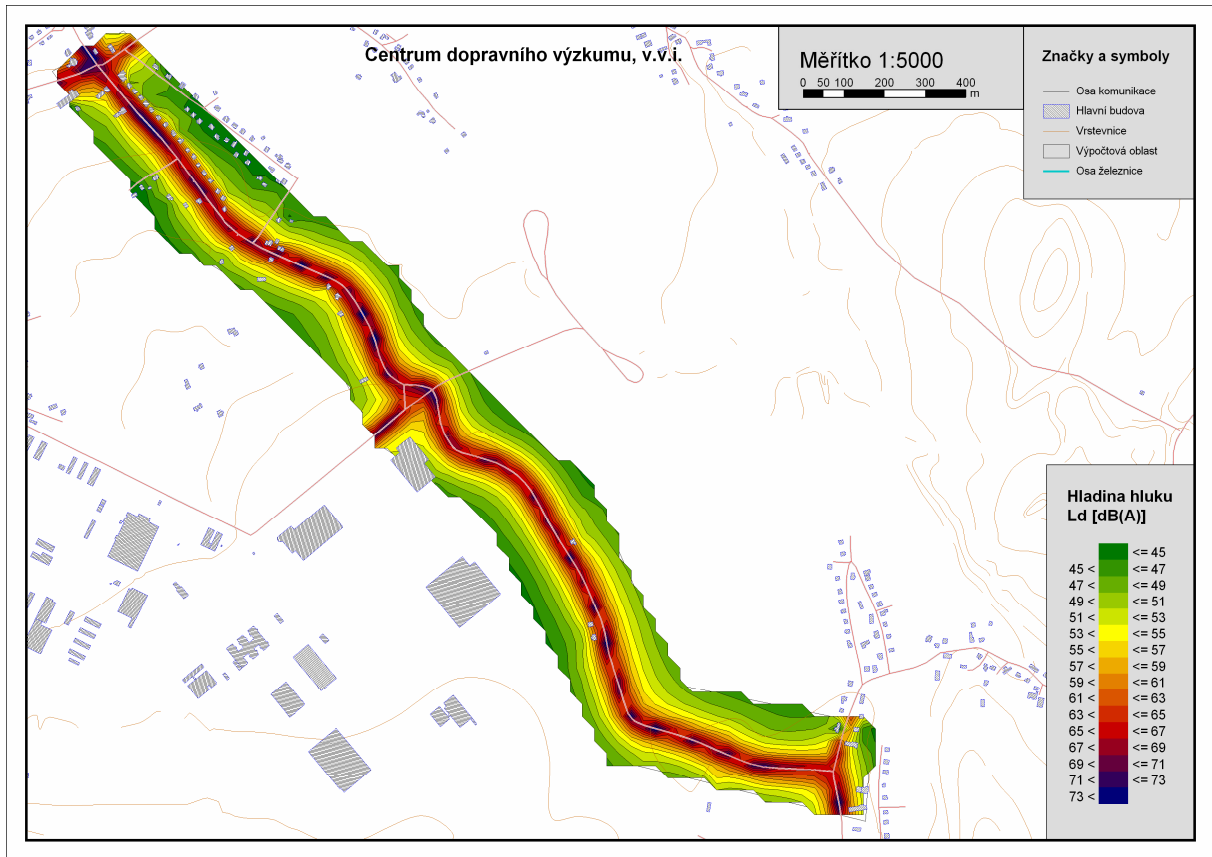 Centrum dopravního výzkumu, v.v.i.
Měřítko 1:5000
0 50 100 200 300 400
m
Značky a symboly
Osa komunikace
Hlavní budova
Vrstevnice
Výpočtová oblast
Osa železnice
Hladina hluku
Ld [dB(A)]
<= 45
45 < <= 47
47 < <= 49
49 < <= 51
51 < <= 53
53 < <= 55
55 < <= 57
57 < <= 59
59 < <= 61
61 < <= 63
63 < <= 65
65 < <= 67
67 < <= 69
69 < <= 71
71 < <= 73
73 <